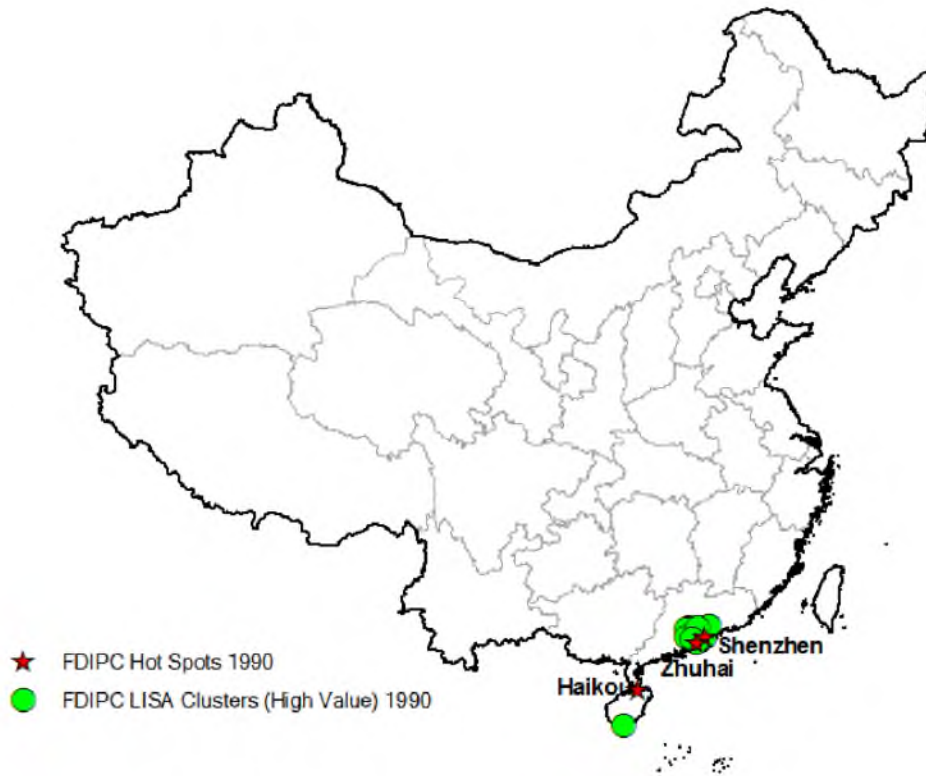 Shenzhen
Zhuhai
Haikou
FDIPC Hot Spots 1990
FDIPC LISA Clusters (High Value) 1990